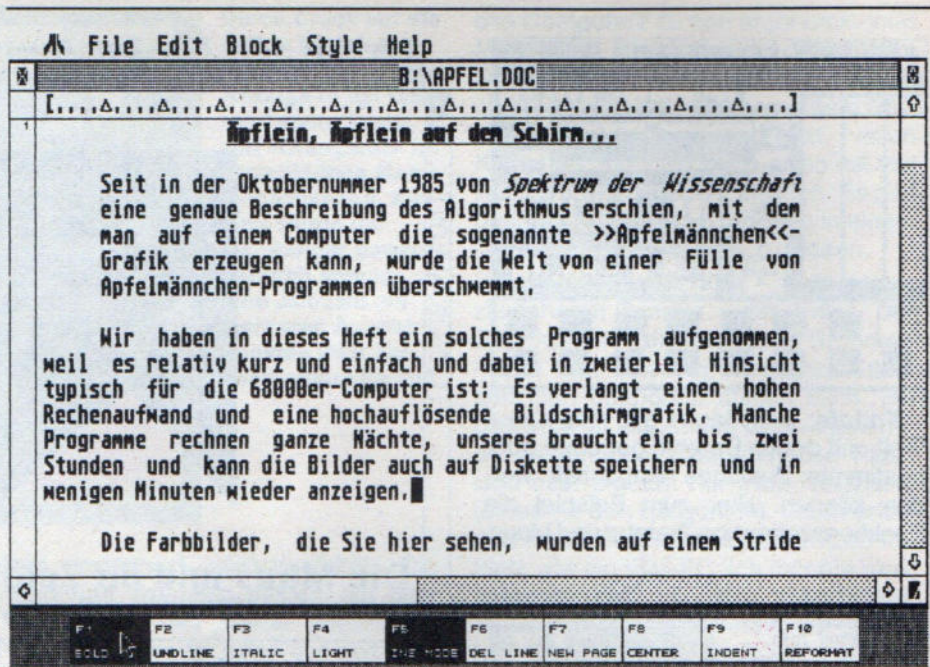 File Edit Block Style Help
B:\APFEL.DOC
[....Δ....Δ....Δ....Δ....Δ....Δ....Δ....Δ....Δ....Δ....Δ....Δ....]
1
Äpflein, Äpflein auf dem Schirm...
Seit in der Oktobernummer 1985 von Spektrum der Wissenschaft
eine genaue Beschreibung des Algorithmus erschien, mit dem
man auf einem Computer die sogenannte >>Apfelmännchen<<-
Grafik erzeugen kann, wurde die Welt von einer Fülle von
Apfelmännchen-Programmen überschwemmt.
Wir haben in dieses Heft ein solches Programm aufgenommen,
weil es relativ kurz und einfach und dabei in zweierlei Hinsicht
typisch für die 68000er-Computer ist: Es verlangt einen hohen
Rechenaufwand und eine hochauflösende Bildschirmgrafik. Manche
Programme rechnen ganze Nächte, unseres braucht ein bis zwei
Stunden und kann die Bilder auch auf Diskette speichern und in
wenigen Minuten wieder anzeigen.
Die Farbbilder, die Sie hier sehen, wurden auf einem Stride
F1 F2 F3 F4 F5 F6 F7 F8 F9 F10
BOLD UNDLINE ITALIC LIGHT INS MODE DEL LINE NEW PAGE CENTER INDENT REFORMAT